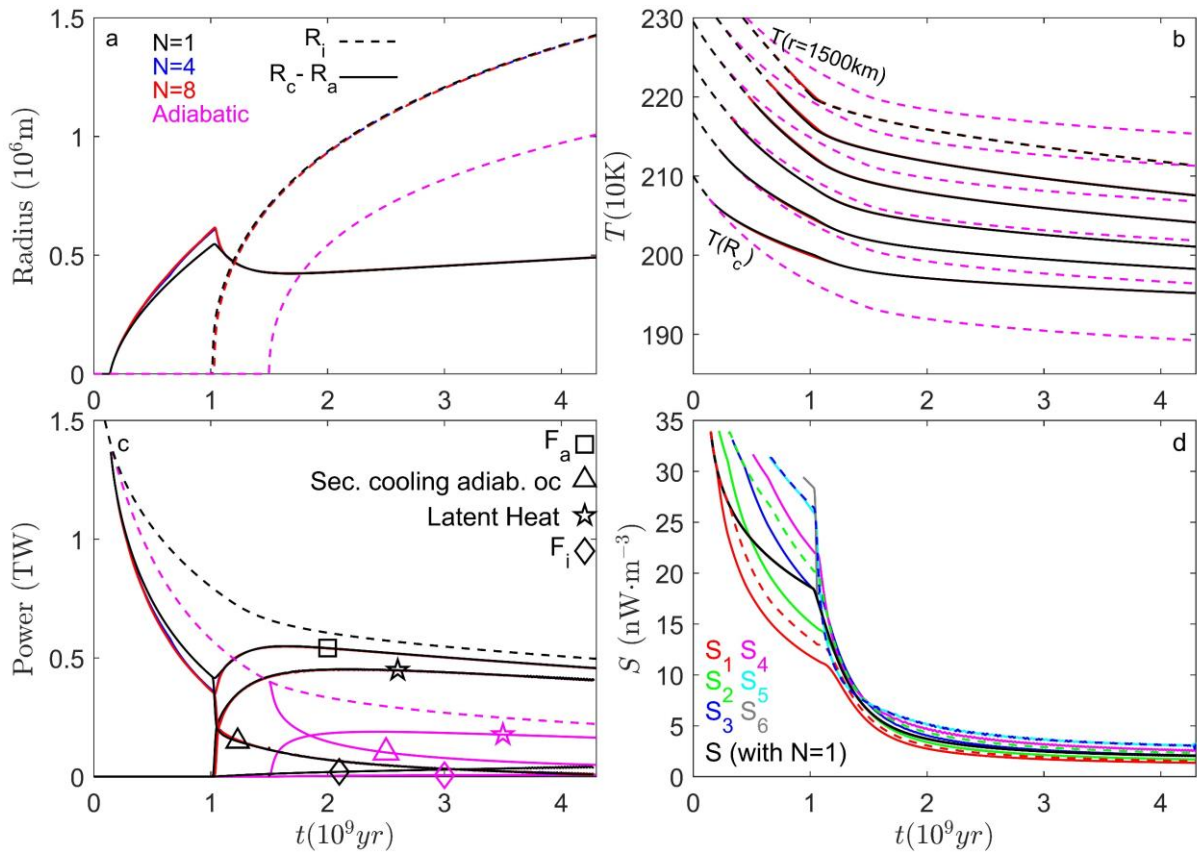 a
N=1
N=4
N=8
Adiabatic
R_i
R_c - R_a
Radius (10^6m)
1.5
1
0.5
0
0 1 2 3 4
b
T(r=1500km)
T(R_c)
T(10K)
230
220
210
200
190
0 1 2 3 4
c
F_a
Sec. cooling adiab. oc
Latent Heat
F_i
Power (TW)
1.5
1
0.5
0
0 1 2 3 4
t(10^9yr)
d
S_1 S_4
S_2 S_5
S_3 S_6
S (with N=1)
S (nW·m^−3)
35
30
25
20
15
10
5
0
0 1 2 3 4
t(10^9yr)